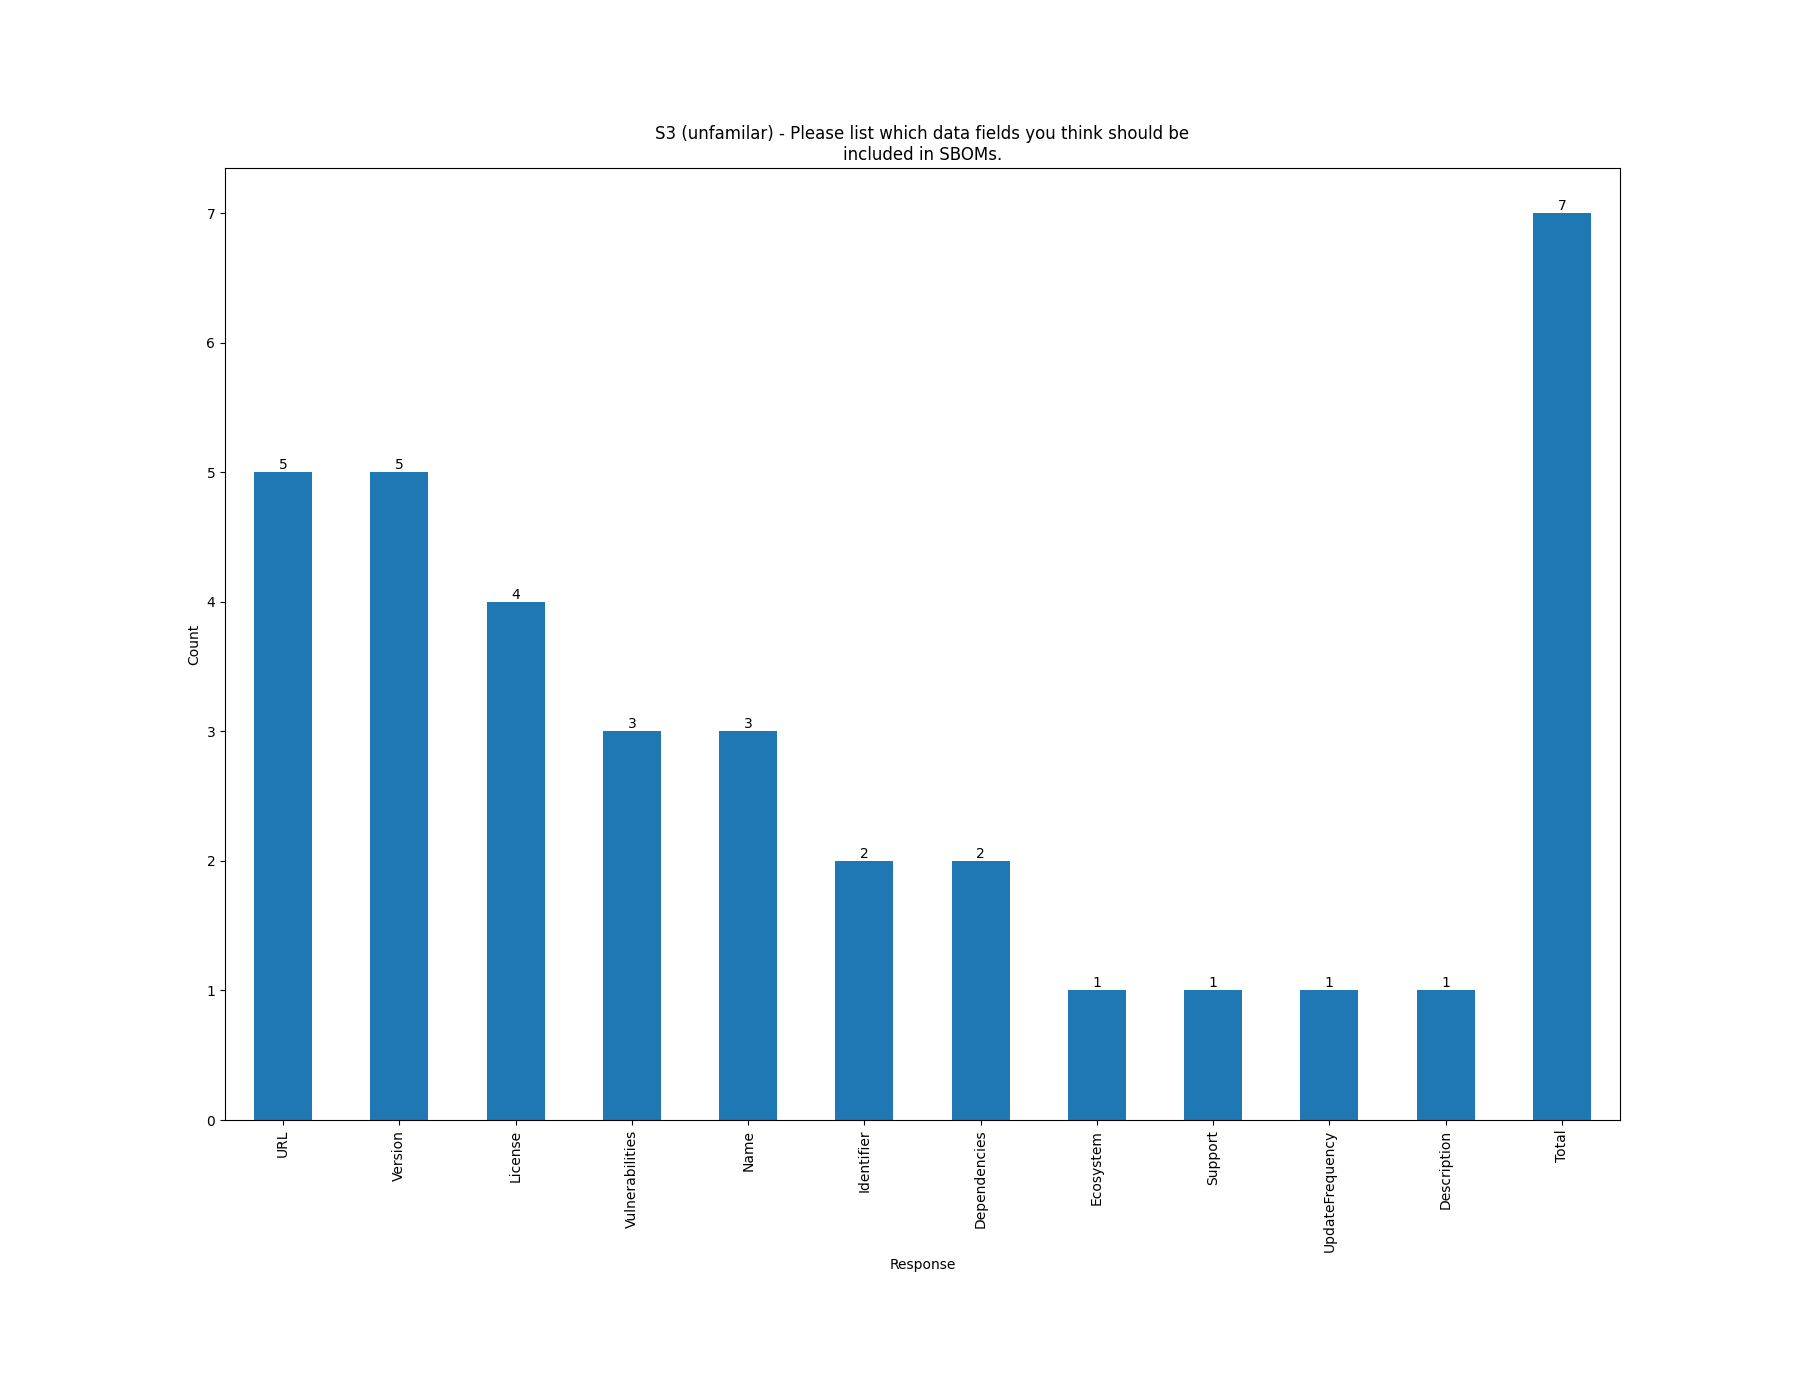 S3 (unfamilar) - Please list which data fields you think should be
included in SBOMs.
7
6
5
4
3
2
1
0
Count
5
5
4
3
3
2
2
1
1
1
1
7
URL
Version
License
Vulnerabilities
Name
Identifier
Dependencies
Ecosystem
Support
UpdateFrequency
Description
Total
Response